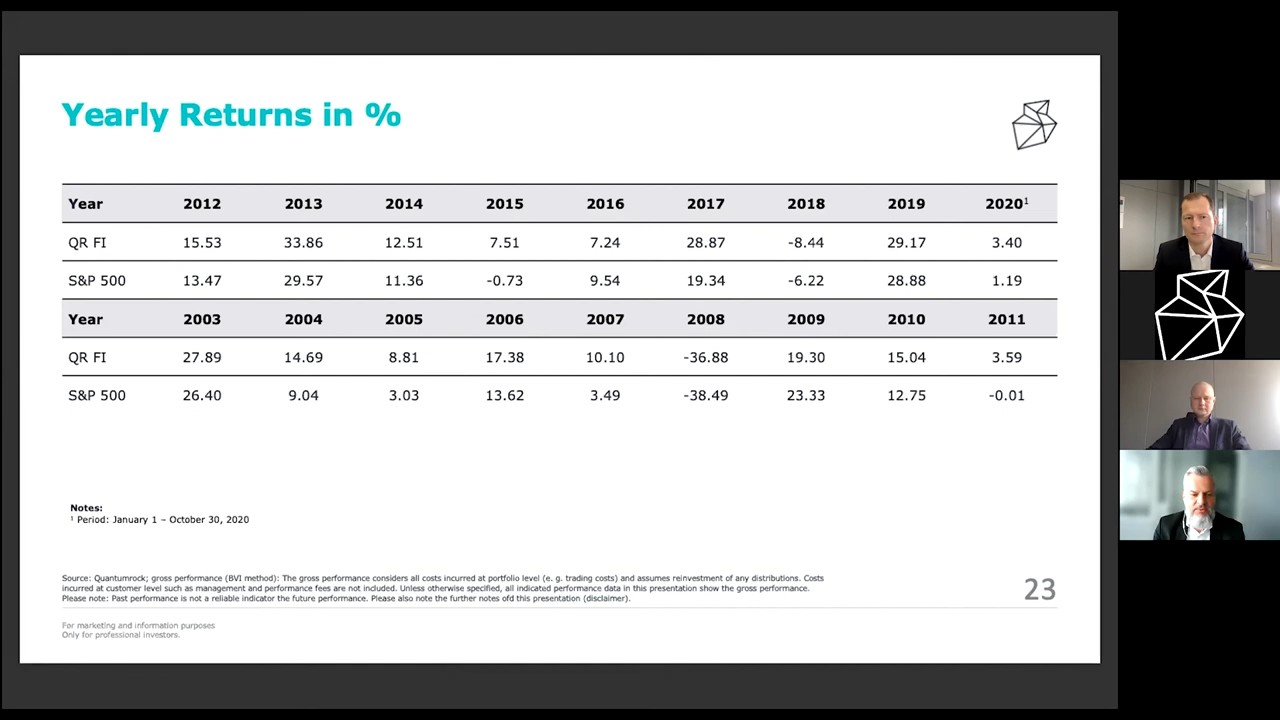 Yearly Returns in %
Year 2012 2013 2014 2015 2016 2017 2018 2019 2020¹
QR FI 15.53 33.86 12.51 7.51 7.24 28.87 -8.44 29.17 3.40
S&P 500 13.47 29.57 11.36 -0.73 9.54 19.34 -6.22 28.88 1.19
Year 2003 2004 2005 2006 2007 2008 2009 2010 2011
QR FI 27.89 14.69 8.81 17.38 10.10 -36.88 19.30 15.04 3.59
S&P 500 26.40 9.04 3.03 13.62 3.49 -38.49 23.33 12.75 -0.01
Notes:
¹ Period: January 1 – October 30, 2020
Source: Quantumrock; gross performance (BVI method): The gross performance considers all costs incurred at portfolio level (e. g. trading costs) and assumes reinvestment of any distributions. Costs
incurred at customer level such as management and performance fees are not included. Unless otherwise specified, all indicated performance data in this presentation show the gross performance.
Please note: Past performance is not a reliable indicator the future performance. Please also note the further notes ofd this presentation (disclaimer).
23
For marketing and information purposes
Only for professional investors.